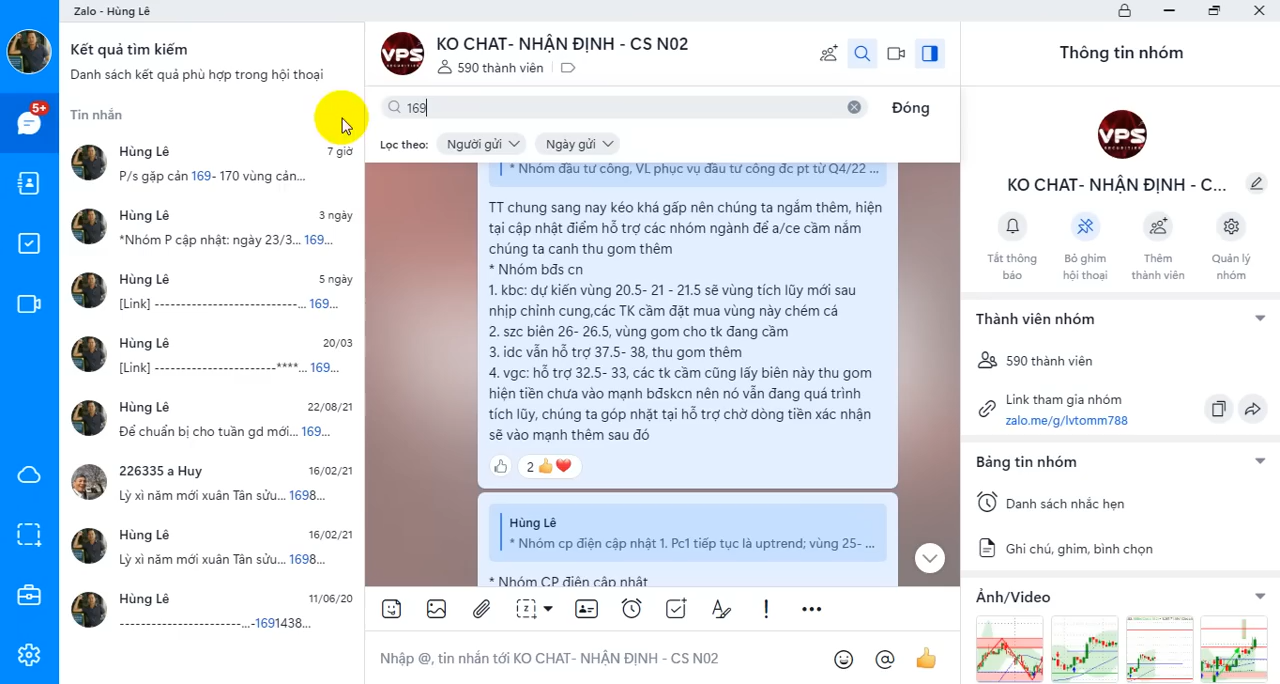 Zalo - Hùng Lê
Kết quả tìm kiếm
Danh sách kết quả phù hợp trong hội thoại
Tin nhắn
Hùng Lê
7 giờ
P/s gặp cản 169- 170 vùng cản...
Hùng Lê
3 ngày
*Nhóm P cập nhật: ngày 23/3... 169...
Hùng Lê
5 ngày
[Link] ---------------------------... 169...
Hùng Lê
20/03
[Link] -----------------------****... 169...
Hùng Lê
22/08/21
Để chuẩn bị cho tuần gd mới... 169...
226335 a Huy
16/02/21
Lỳ xì năm mới xuân Tân sửu... 1698...
Hùng Lê
16/02/21
Lỳ xì năm mới xuân Tân sửu... 1698...
Hùng Lê
11/06/20
-----------------------...-1691438...
5+
VPS
SECURITIES
KO CHAT- NHẬN ĐỊNH - CS N02
590 thành viên
169
Đóng
Lọc theo:
Người gửi
Ngày gửi
* Nhóm đầu tư công, VL phục vụ đầu tư công đc pt từ Q4/22 ...
TT chung sang nay kéo khá gấp nên chúng ta ngắm thêm, hiện
tại cập nhật điểm hỗ trợ các nhóm ngành để a/ce cầm nắm
chúng ta canh thu gom thêm
* Nhóm bđs cn
1. kbc: dự kiến vùng 20.5- 21 - 21.5 sẽ vùng tích lũy mới sau
nhịp chỉnh cung,các TK cầm đặt mua vùng này chém cá
2. szc biên 26- 26.5, vùng gom cho tk đang cầm
3. idc vẫn hỗ trợ 37.5- 38, thu gom thêm
4. vgc: hỗ trợ 32.5- 33, các tk cầm cũng lấy biên này thu gom
hiện tiền chưa vào mạnh bđskcn nên nó vẫn đang quá trình
tích lũy, chúng ta góp nhặt tại hỗ trợ chờ dòng tiền xác nhận
sẽ vào mạnh thêm sau đó
2
Hùng Lê
* Nhóm cp điện cập nhật 1. Pc1 tiếp tục là uptrend; vùng 25- ...
* Nhóm CP điện cập nhật
Nhập @, tin nhắn tới KO CHAT- NHẬN ĐỊNH - CS N02
Thông tin nhóm
VPS
SECURITIES
KO CHAT- NHẬN ĐỊNH - C...
Tắt thông báo
Bỏ ghim hội thoại
Thêm thành viên
Quản lý nhóm
Thành viên nhóm
590 thành viên
Link tham gia nhóm
zalo.me/g/lvtomm788
Bảng tin nhóm
Danh sách nhắc hẹn
Ghi chú, ghim, bình chọn
Ảnh/Video